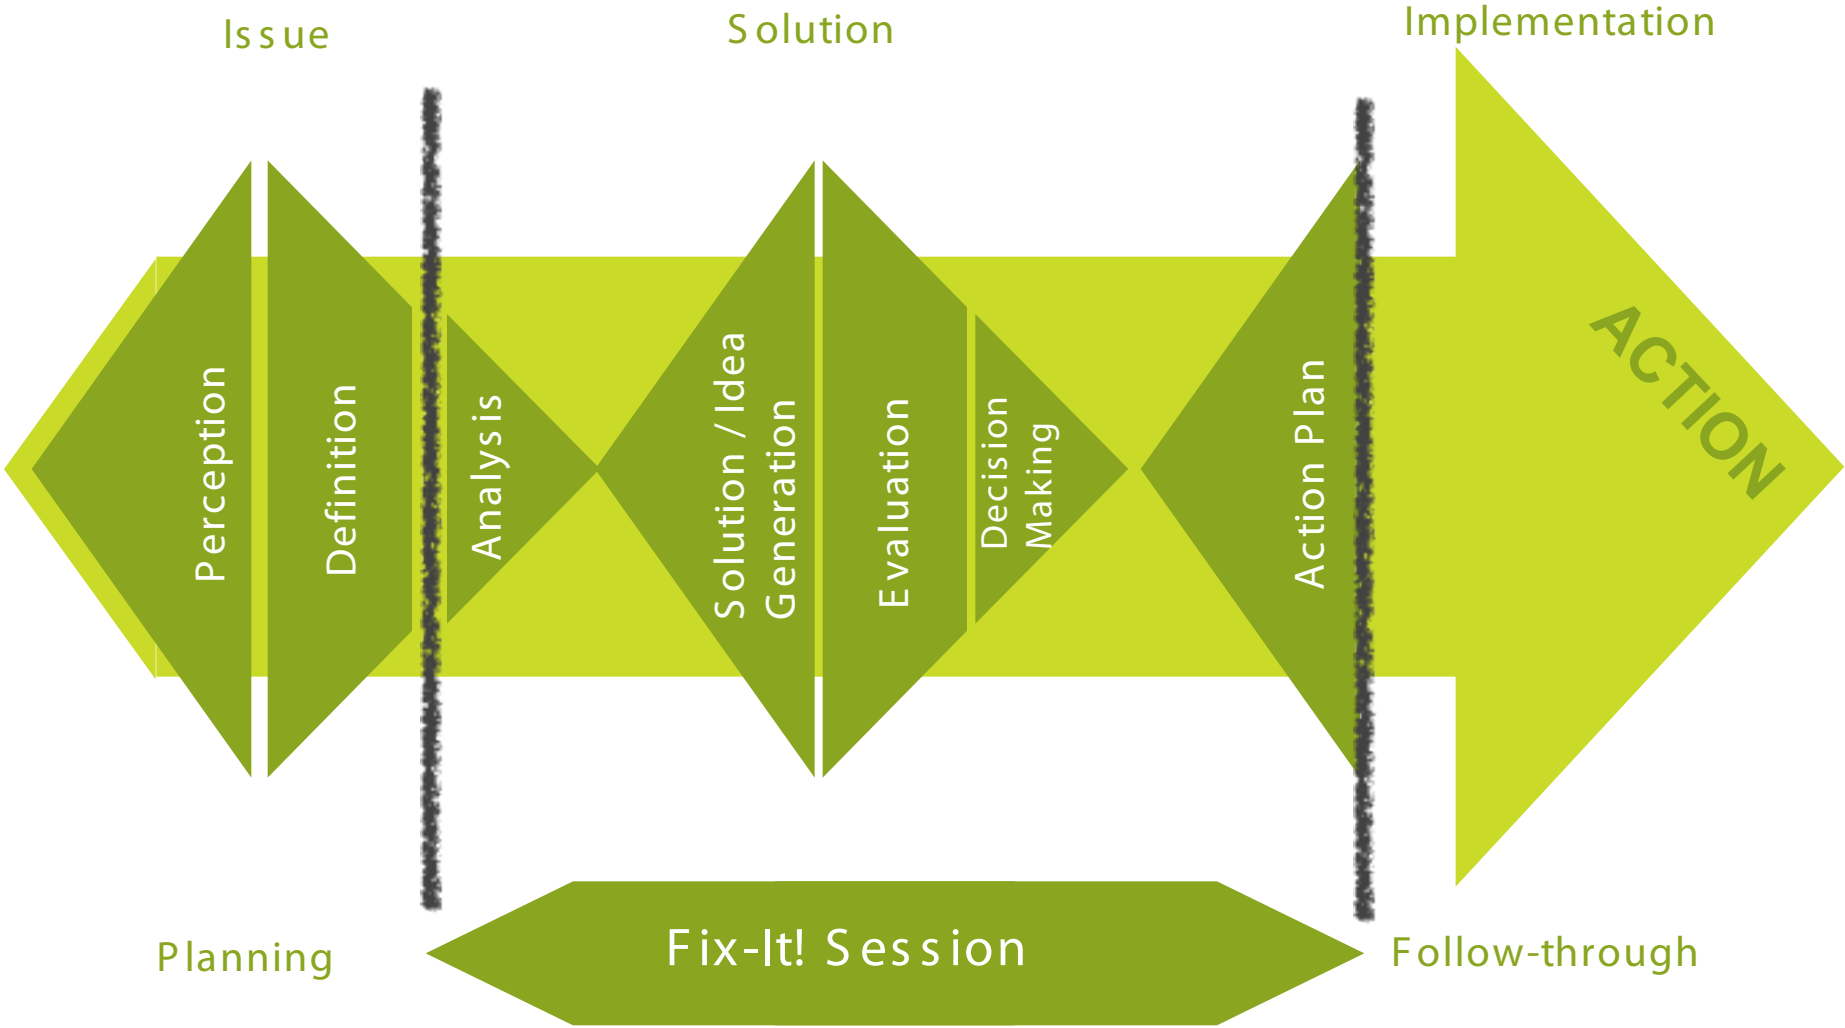 Issue
Solution
Implementation
Perception
Definition
Analysis
Solution / Idea
Generation
Evaluation
Decision
Making
Action Plan
ACTION
Planning
Fix-It! Session
Follow-through